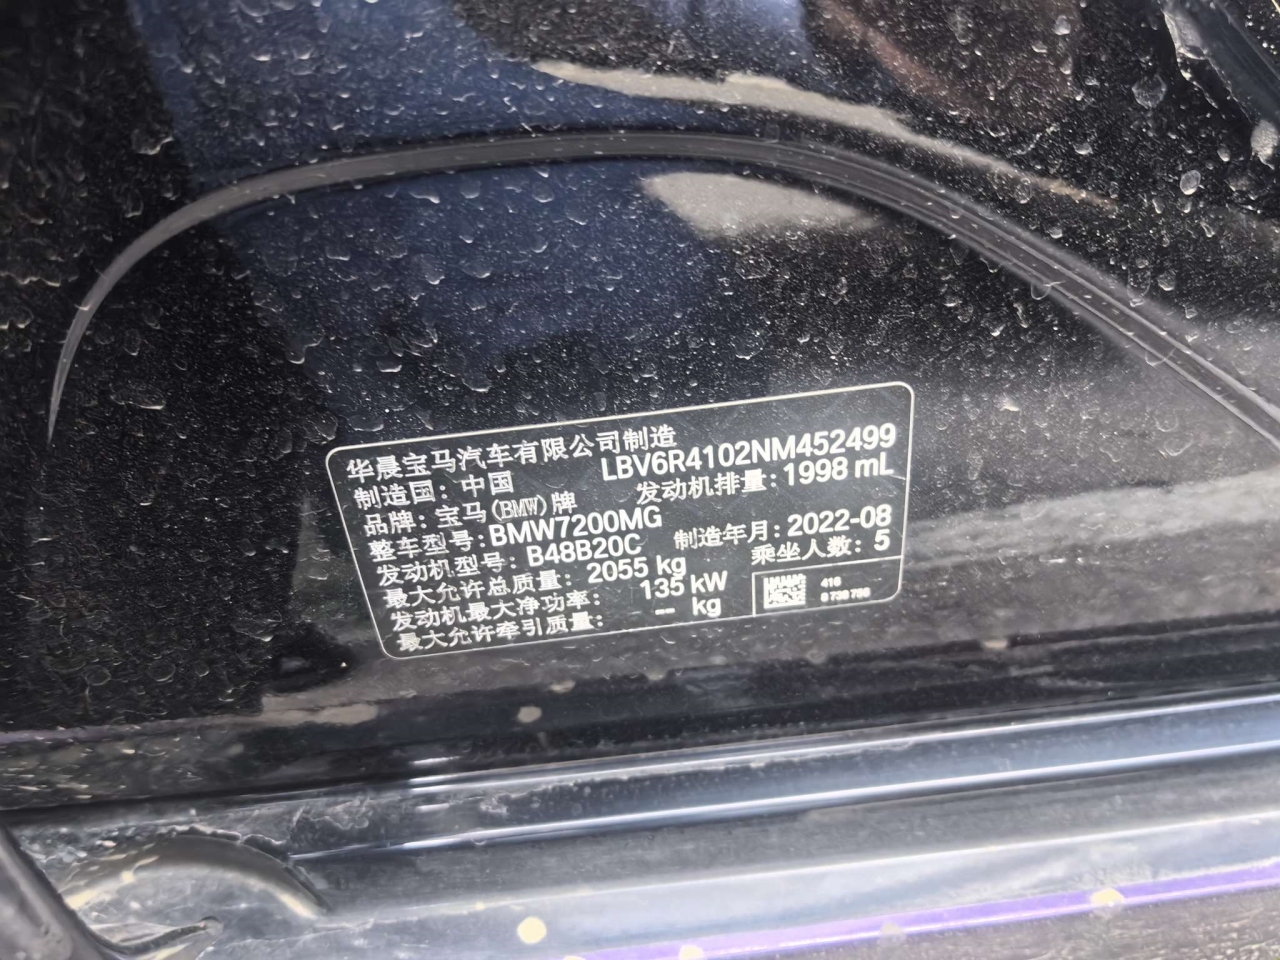 华晨宝马汽车有限公司制造
制造国：中国 LBV6R4102NM452499
品牌：宝马(BMW)牌 发动机排量：1998 mL
整车型号：BMW7200MG
发动机型号：B48B20C 制造年月：2022-08
最大允许总质量：2055 kg 乘坐人数：5
发动机最大净功率：135 kW
最大允许牵引质量：-- kg
416